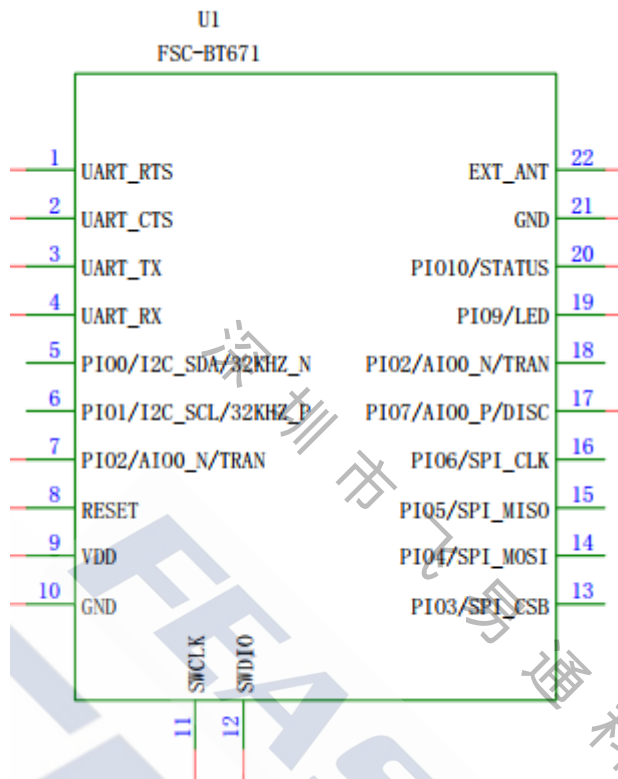 U1
FSC-BT671
1 UART_RTS
2 UART_CTS
3 UART_TX
4 UART_RX
5 PIO0/I2C_SDA/32KHZ_N
6 PIO1/I2C_SCL/32KHZ_P
7 PIO2/AIO0_N/TRAN
8 RESET
9 VDD
10 GND
11 SWCLK
12 SWDIO
EXT_ANT 22
GND 21
PIO10/STATUS 20
PIO9/LED 19
PIO2/AIO0_N/TRAN 18
PIO7/AIO0_P/DISC 17
PIO6/SPI_CLK 16
PIO5/SPI_MISO 15
PIO4/SPI_MOSI 14
PIO3/SPI_CSB 13
深圳市飞易通科
FEAS